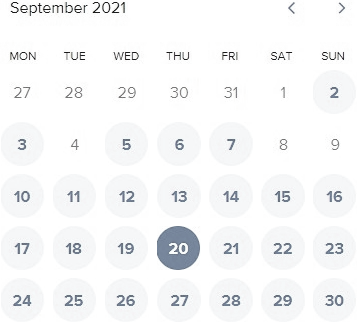 September 2021
MON TUE WED THU FRI SAT SUN
27 28 29 30 31 1 2
3 4 5 6 7 8 9
10 11 12 13 14 15 16
17 18 19 20 21 22 23
24 25 26 27 28 29 30